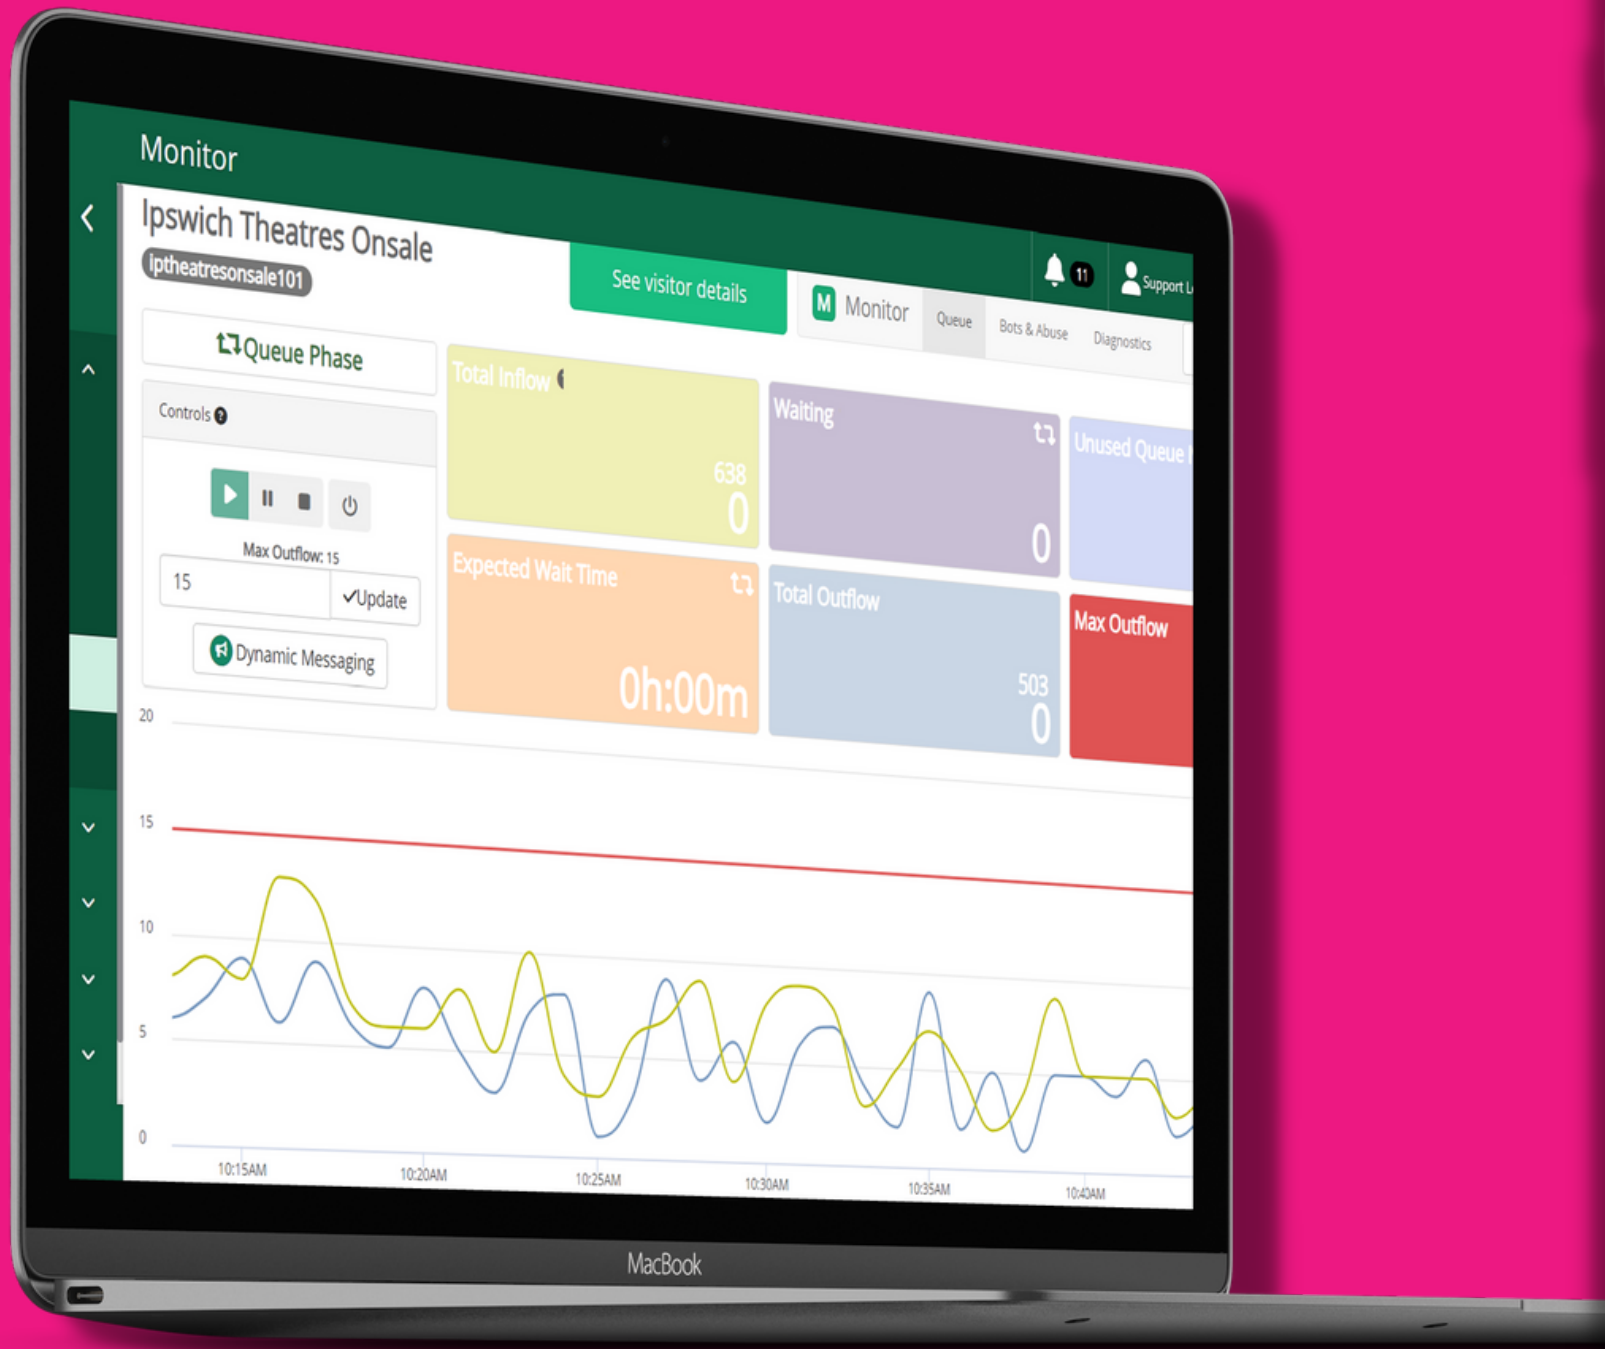 Monitor
Ipswich Theatres Onsale
iptheatresonsale101
See visitor details
M Monitor
Queue
Bots & Abuse
Diagnostics
11
Support
Queue Phase
Controls
Max Outflow: 15
15
Update
Dynamic Messaging
Total Inflow
638
0
Waiting
0
Unused Queue
Expected Wait Time
0h:00m
Total Outflow
503
0
Max Outflow
20
15
10
5
0
10:15AM
10:20AM
10:25AM
10:30AM
10:35AM
10:40AM
MacBook